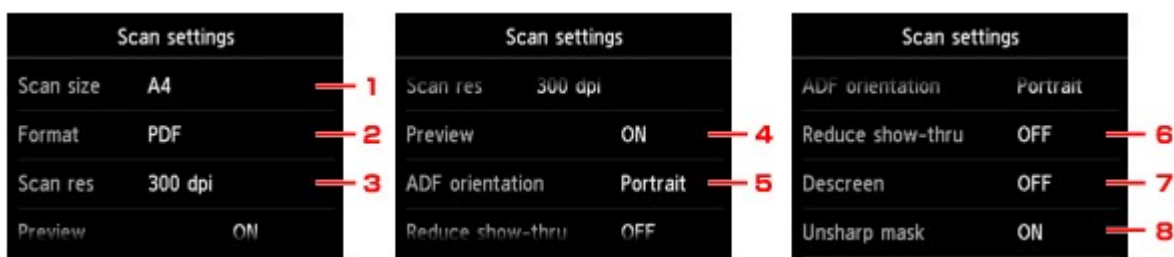 Scan settings
Scan size A4 1
Format PDF 2
Scan res 300 dpi 3
Preview ON
Scan settings
Scan res 300 dpi
Preview ON 4
ADF orientation Portrait 5
Reduce show-thru OFF
Scan settings
ADF orientation Portrait
Reduce show-thru OFF 6
Descreen OFF 7
Unsharp mask ON 8